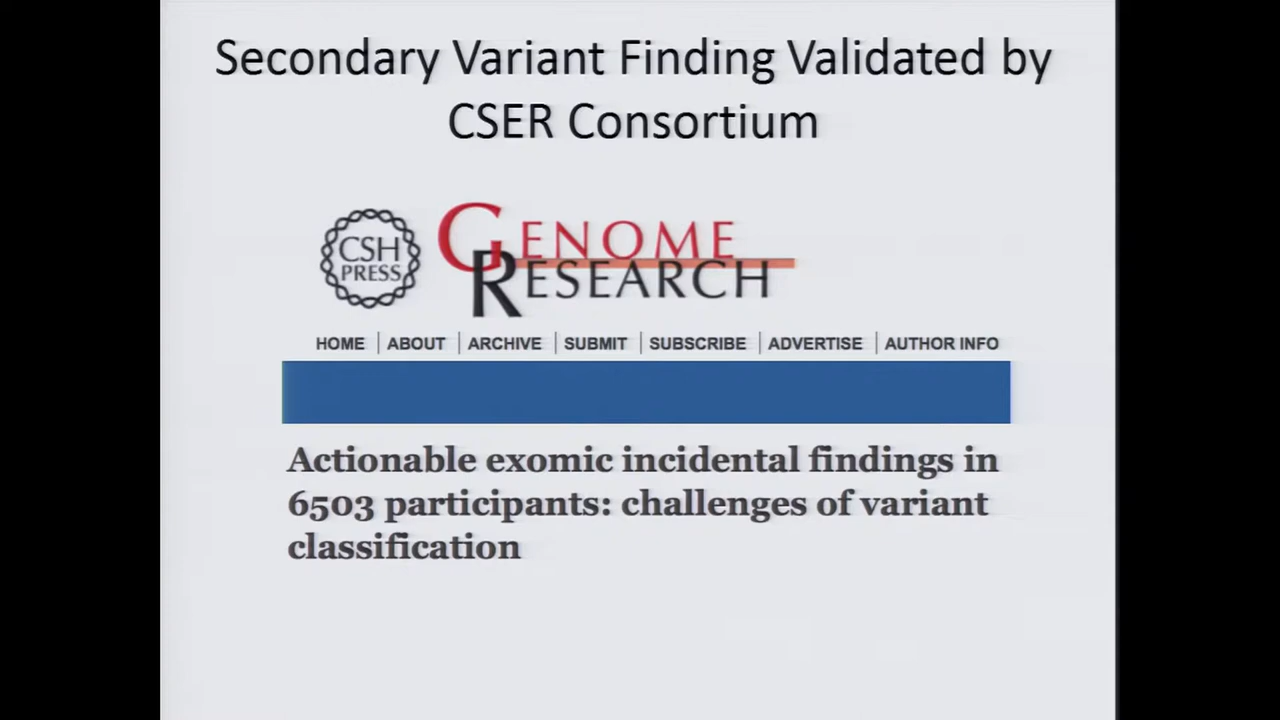 Secondary Variant Finding Validated by
CSER Consortium
CSH
PRESS
GENOME
RESEARCH
HOME | ABOUT | ARCHIVE | SUBMIT | SUBSCRIBE | ADVERTISE | AUTHOR INFO
Actionable exomic incidental findings in
6503 participants: challenges of variant
classification